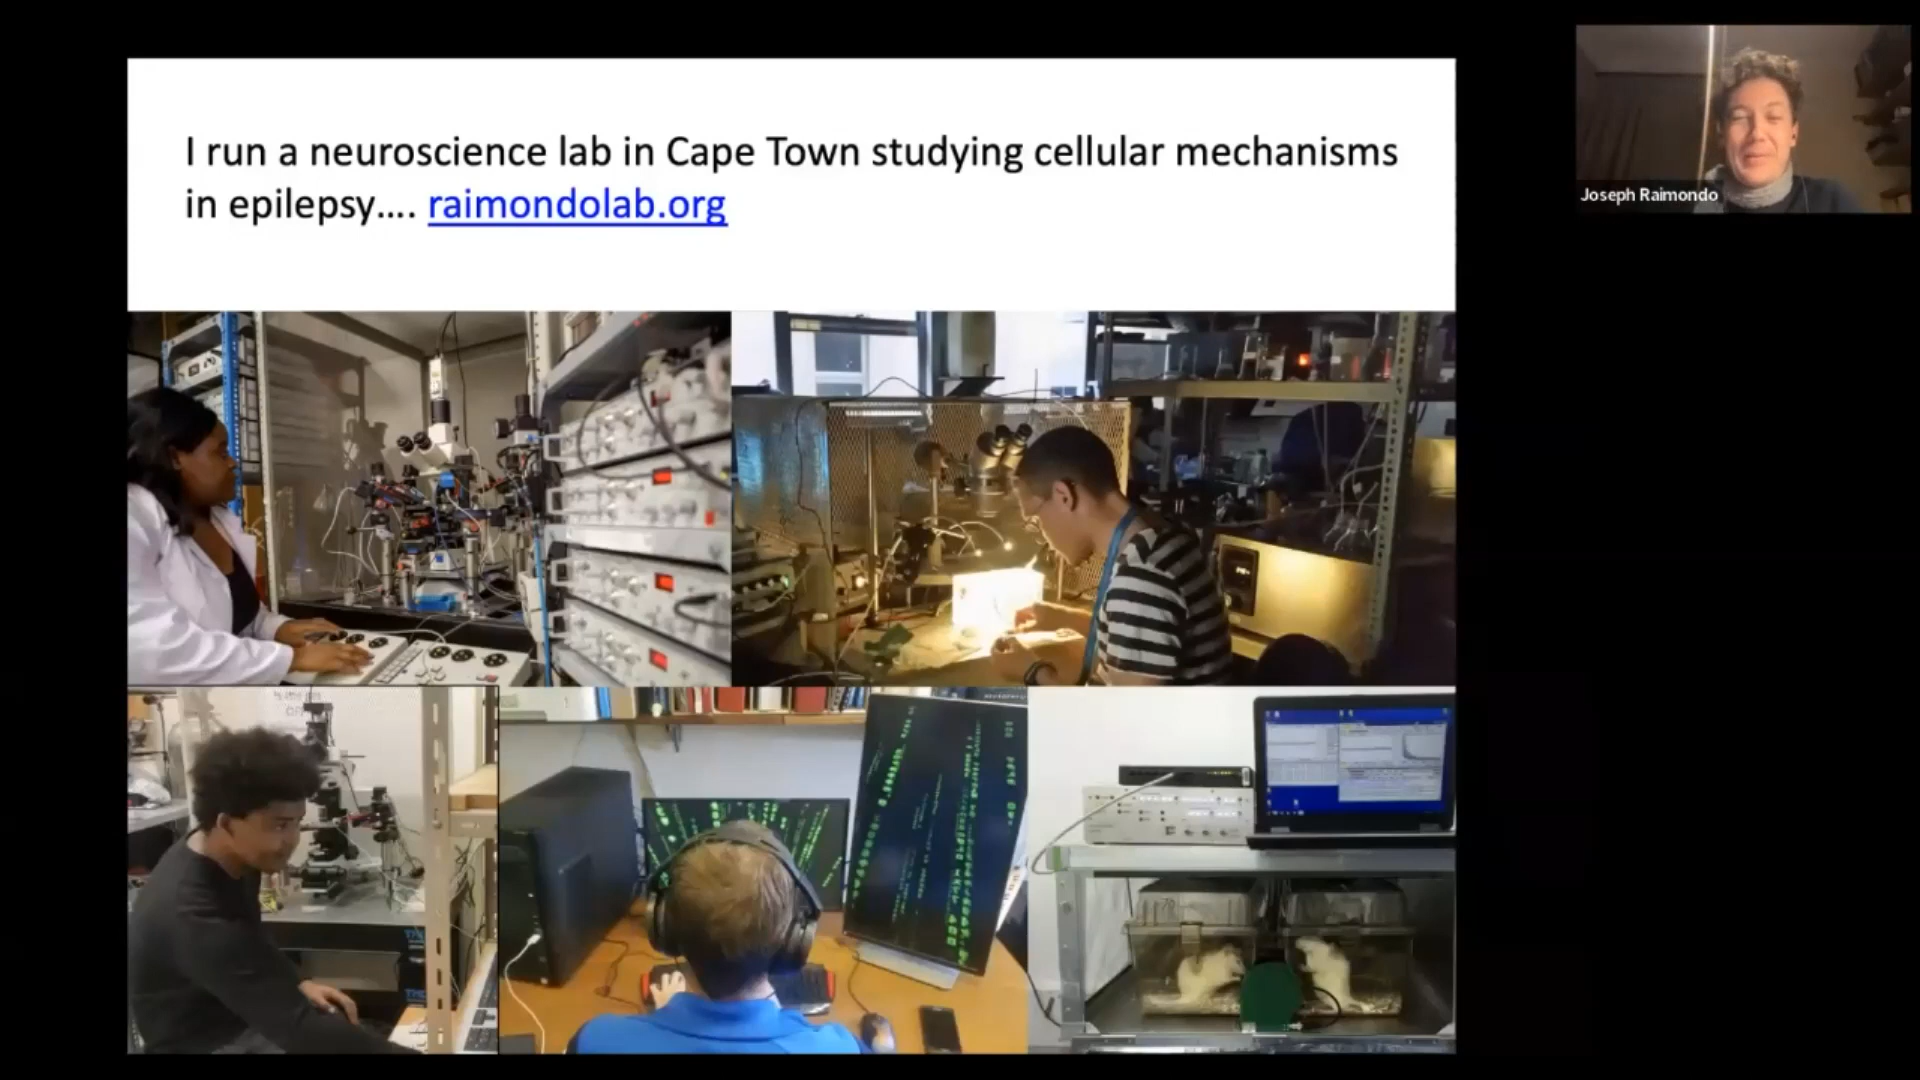 I run a neuroscience lab in Cape Town studying cellular mechanisms
in epilepsy.... raimondolab.org
Joseph Raimondo